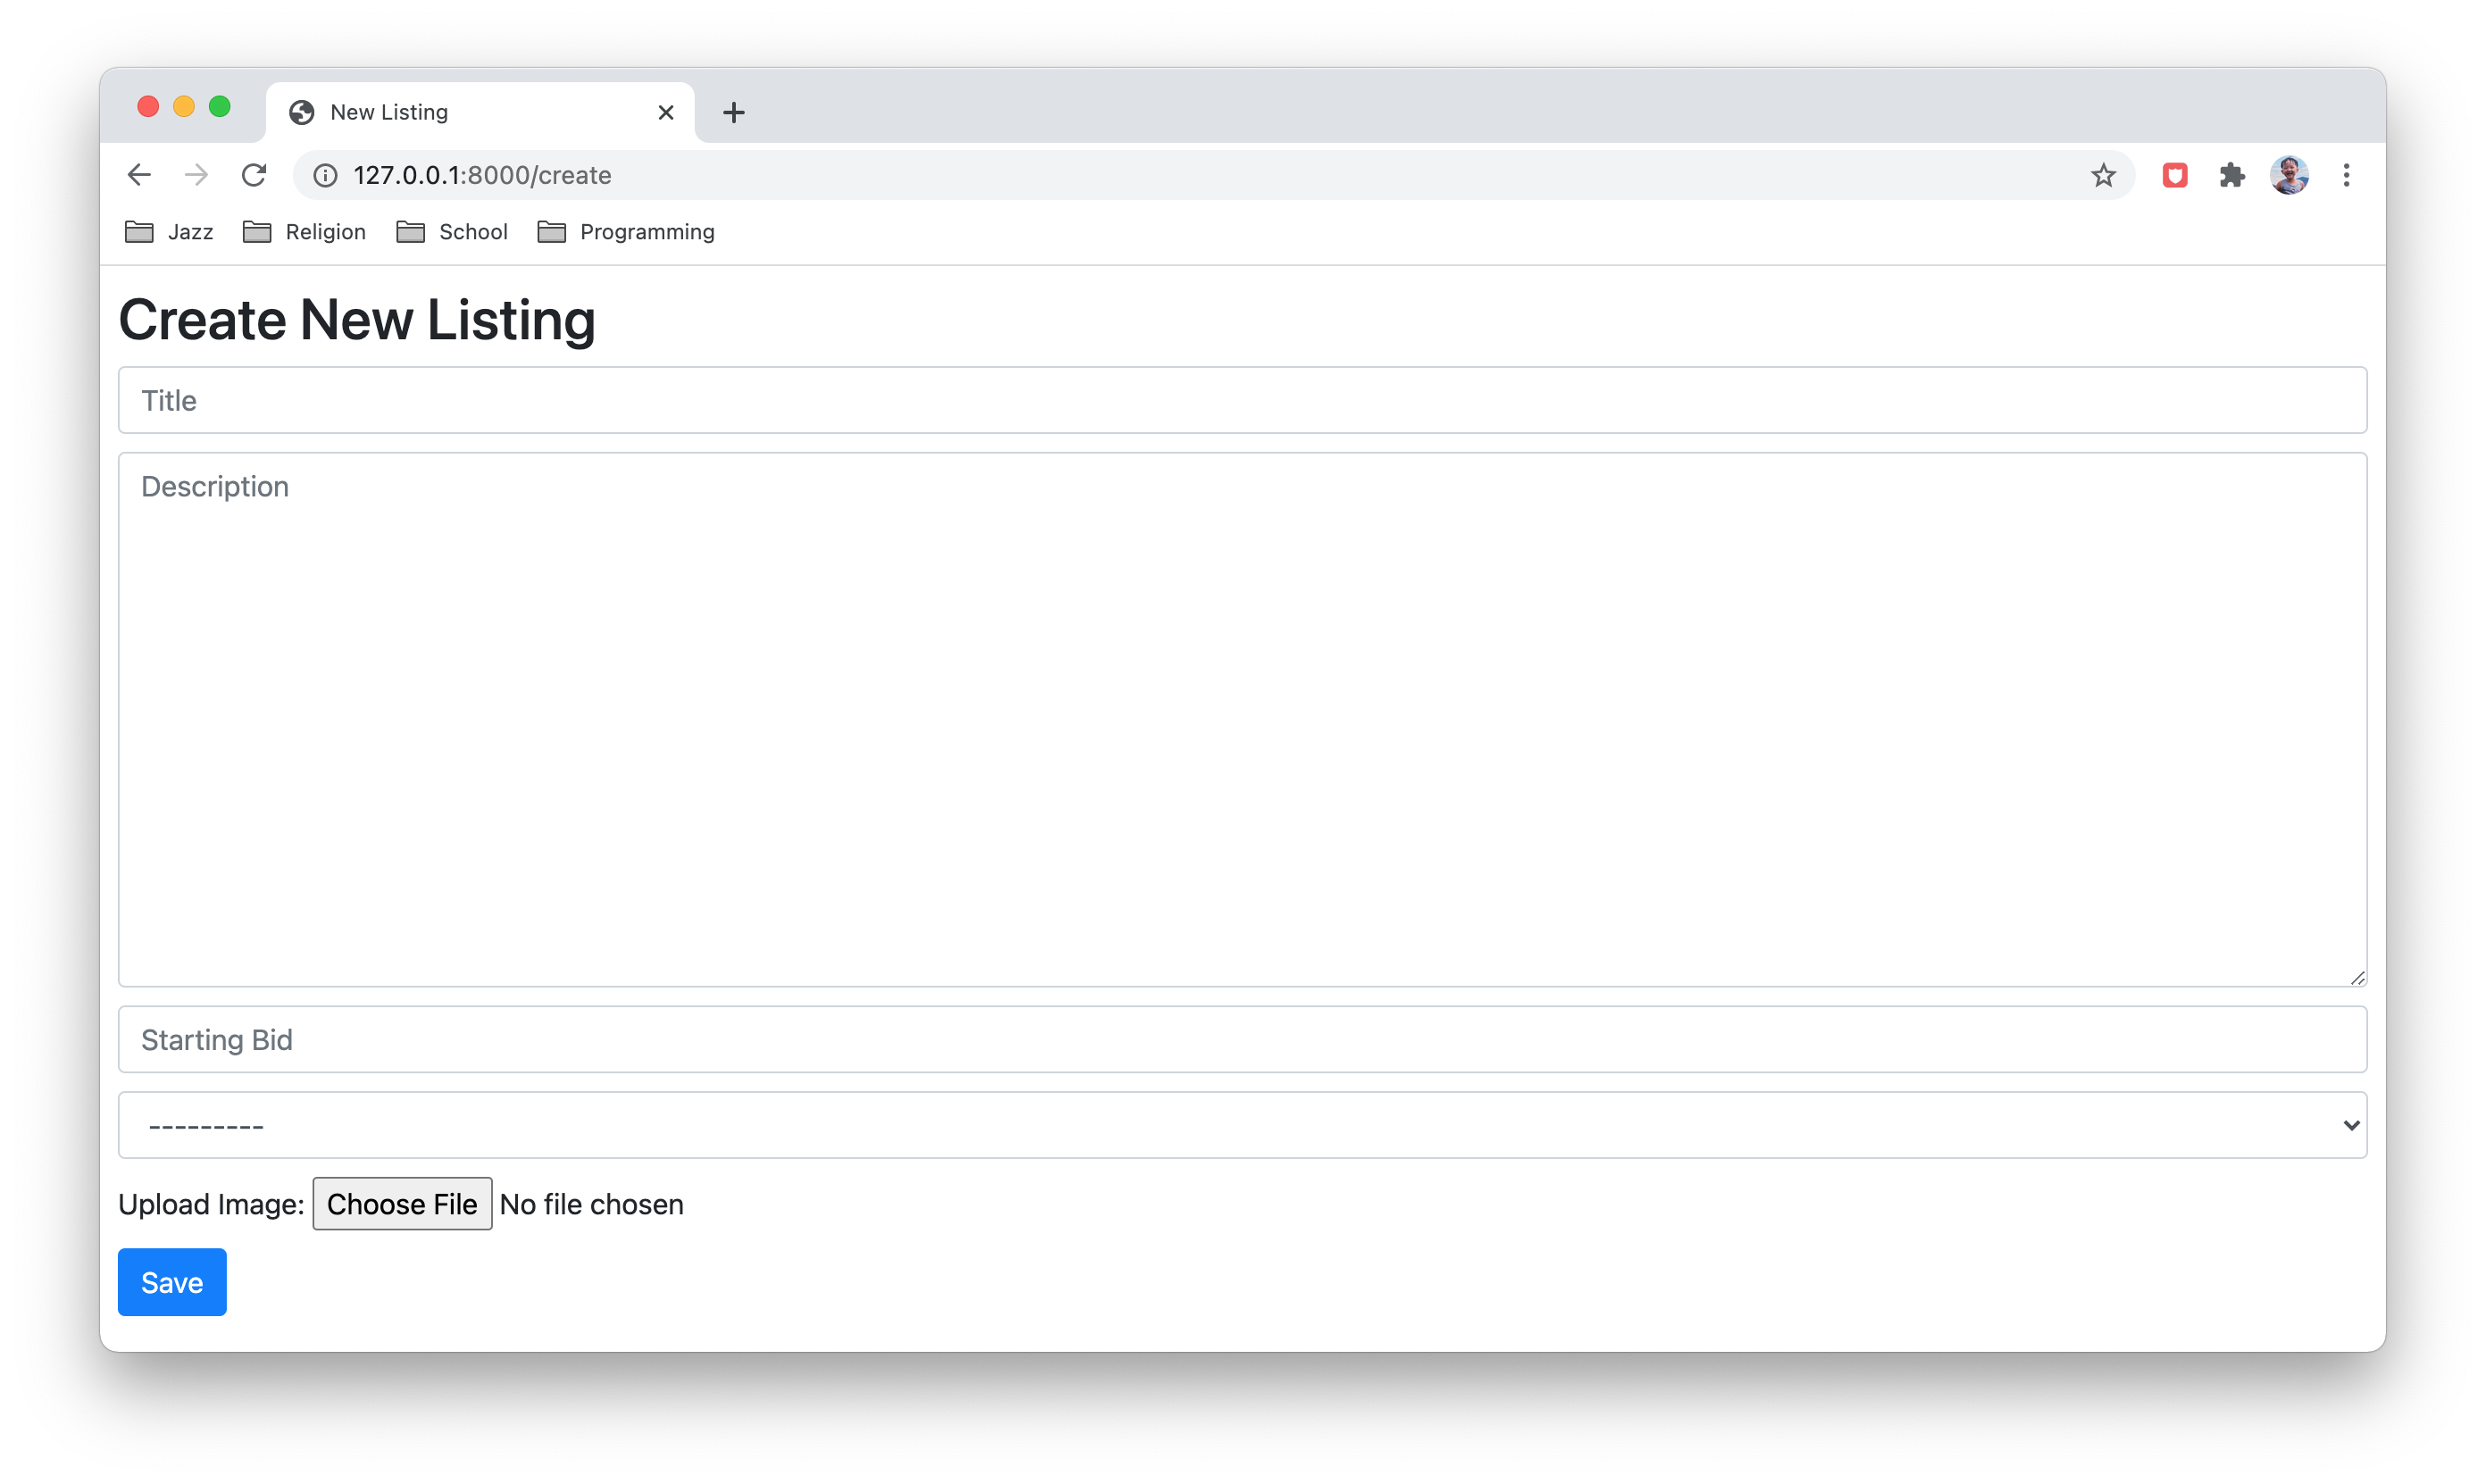 New Listing
127.0.0.1:8000/create
Jazz Religion School Programming
Create New Listing
Title
Description
Starting Bid
---------
Upload Image: Choose File No file chosen
Save